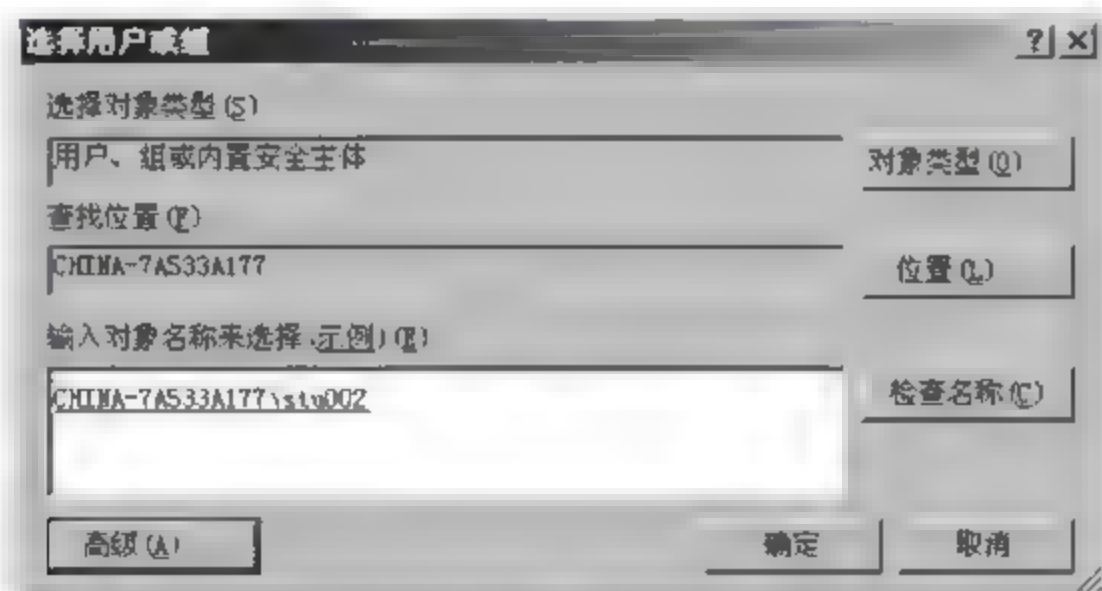 选择用户或组
选择对象类型(S)
用户、组或内置安全主体
对象类型(O)
查找位置(F)
CHINA-7A533A177
位置(L)
输入对象名称来选择(示例)(E)
CHINA-7A533A177\stu002
检查名称(C)
高级(A)
确定
取消